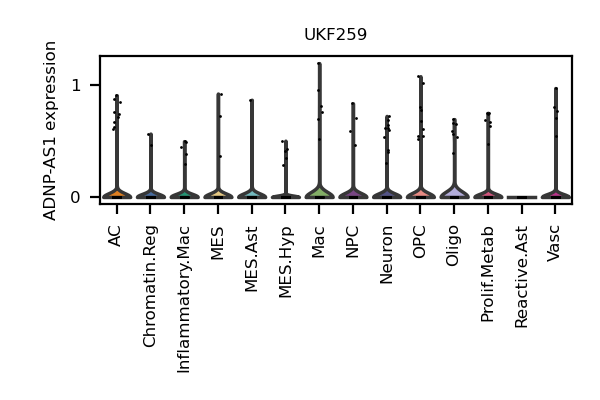 UKF259
ADNP-AS1 expression
1
0
AC
Chromatin.Reg
Inflammatory.Mac
MES
MES.Ast
MES.Hyp
Mac
NPC
Neuron
OPC
Oligo
Prolif.Metab
Reactive.Ast
Vasc